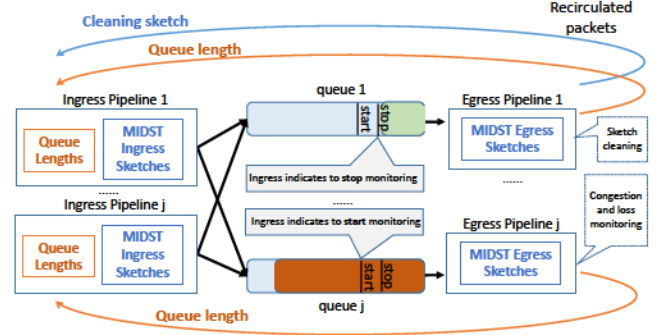 Recirculated
packets
Cleaning sketch
Queue length
Ingress Pipeline 1
Queue
Lengths
MIDST
Ingress
Sketches
queue 1
start
stop
Egress Pipeline 1
MIDST Egress
Sketches
Sketch
cleaning
Ingress indicates to stop monitoring
......
......
......
Ingress Pipeline j
Queue
Lengths
MIDST
Ingress
Sketches
Ingress indicates to start monitoring
start
stop
queue j
Egress Pipeline j
MIDST Egress
Sketches
Congestion
and loss
monitoring
Queue length